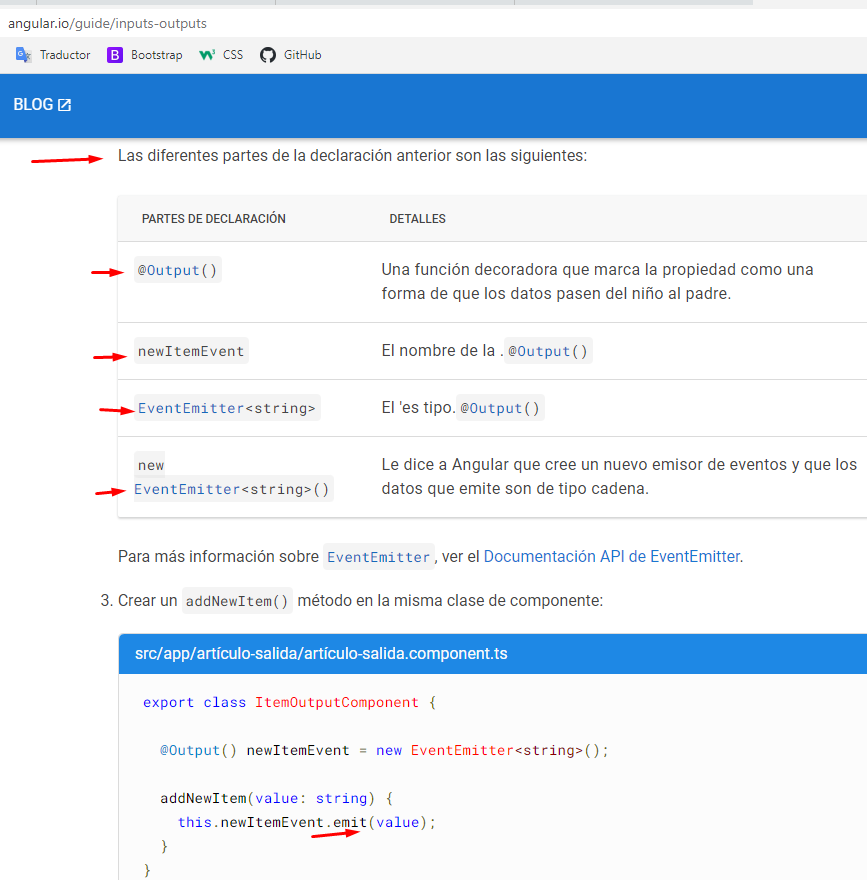 angular.io/guide/inputs-outputs
Traductor B Bootstrap W3 CSS GitHub
BLOG
Las diferentes partes de la declaración anterior son las siguientes:
PARTES DE DECLARACIÓN DETALLES
@Output() Una función decoradora que marca la propiedad como una
forma de que los datos pasen del niño al padre.
newItemEvent El nombre de la . @Output()
EventEmitter<string> El 'es tipo. @Output()
new Le dice a Angular que cree un nuevo emisor de eventos y que los
EventEmitter<string>() datos que emite son de tipo cadena.
Para más información sobre EventEmitter, ver el Documentación API de EventEmitter.
3. Crear un addNewItem() método en la misma clase de componente:
src/app/artículo-salida/artículo-salida.component.ts
export class ItemOutputComponent {
@Output() newItemEvent = new EventEmitter<string>();
addNewItem(value: string) {
this.newItemEvent.emit(value);
}
}